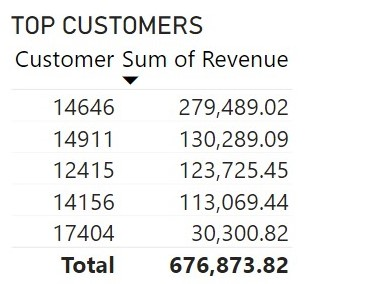 TOP CUSTOMERS
Customer Sum of Revenue
14646 279,489.02
14911 130,289.09
12415 123,725.45
14156 113,069.44
17404 30,300.82
Total 676,873.82